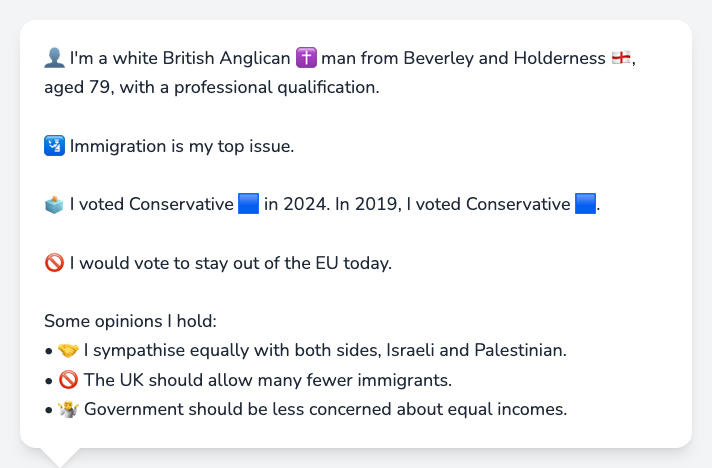 👤 I'm a white British Anglican ✝️ man from Beverley and Holderness 🏴󠁧󠁢󠁥󠁮󠁧󠁿,
aged 79, with a professional qualification.
🛂 Immigration is my top issue.
🗳️ I voted Conservative 🟦 in 2024. In 2019, I voted Conservative 🟦.
🚫 I would vote to stay out of the EU today.
Some opinions I hold:
• 🤝 I sympathise equally with both sides, Israeli and Palestinian.
• 🚫 The UK should allow many fewer immigrants.
• 🤷 Government should be less concerned about equal incomes.